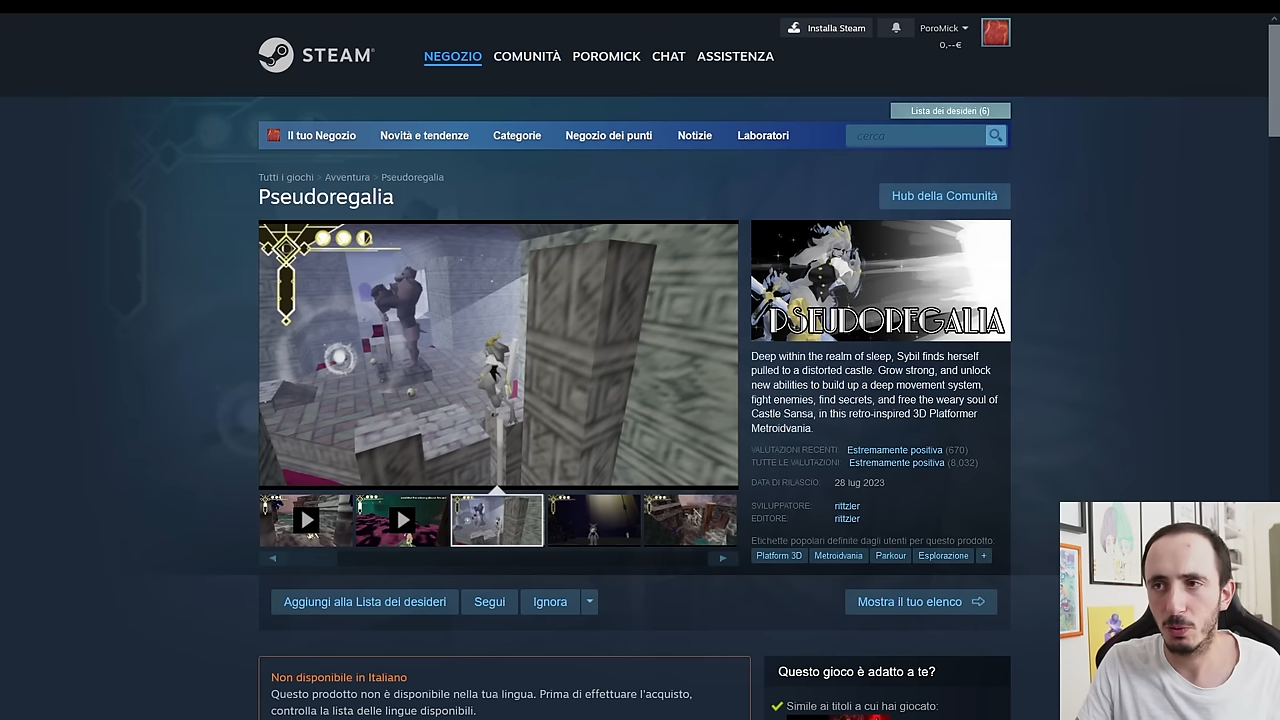 Installa Steam
PoroMick
0,--€
STEAM®
NEGOZIO COMUNITÀ POROMICK CHAT ASSISTENZA
Lista dei desideri (6)
Il tuo Negozio Novità e tendenze Categorie Negozio dei punti Notizie Laboratori cerca
Tutti i giochi > Avventura > Pseudoregalia
Pseudoregalia
Hub della Comunità
PSEUDOREGALIA
Deep within the realm of sleep, Sybil finds herself
pulled to a distorted castle. Grow strong, and unlock
new abilities to build up a deep movement system,
fight enemies, find secrets, and free the weary soul of
Castle Sansa, in this retro-inspired 3D Platformer
Metroidvania.
VALUTAZIONI RECENTI: Estremamente positiva (670)
TUTTE LE VALUTAZIONI: Estremamente positiva (8,032)
DATA DI RILASCIO: 28 lug 2023
SVILUPPATORE: rittzler
EDITORE: rittzler
Etichette popolari definite dagli utenti per questo prodotto:
Platform 3D Metroidvania Parkour Esplorazione +
Aggiungi alla Lista dei desideri Segui Ignora Mostra il tuo elenco
Non disponibile in Italiano
Questo prodotto non è disponibile nella tua lingua. Prima di effettuare l'acquisto,
controlla la lista delle lingue disponibili.
Questo gioco è adatto a te?
Simile ai titoli a cui hai giocato: